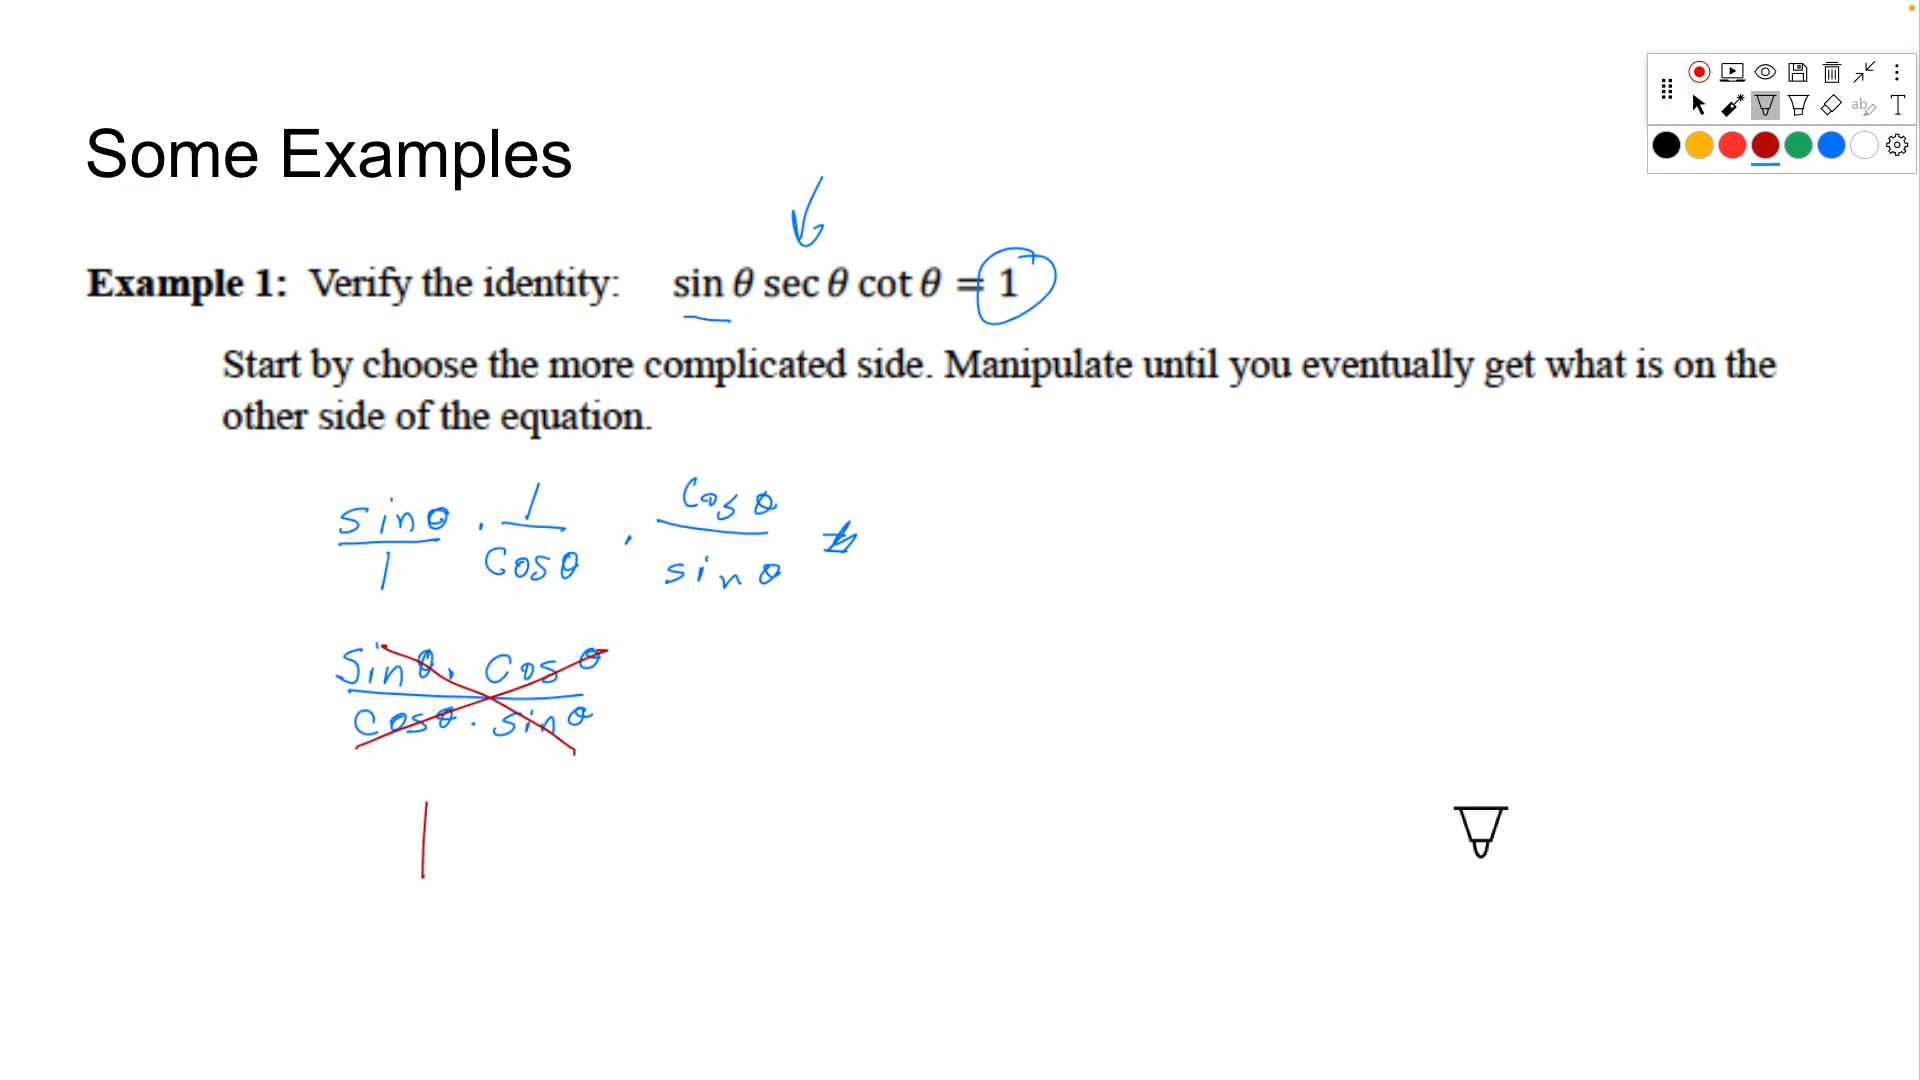 Some Examples
Example 1: Verify the identity: sin θ sec θ cot θ = 1
Start by choose the more complicated side. Manipulate until you eventually get what is on the
other side of the equation.
sinθ/1 · 1/cosθ · cosθ/sinθ
sinθ · cosθ
cosθ · sinθ
1